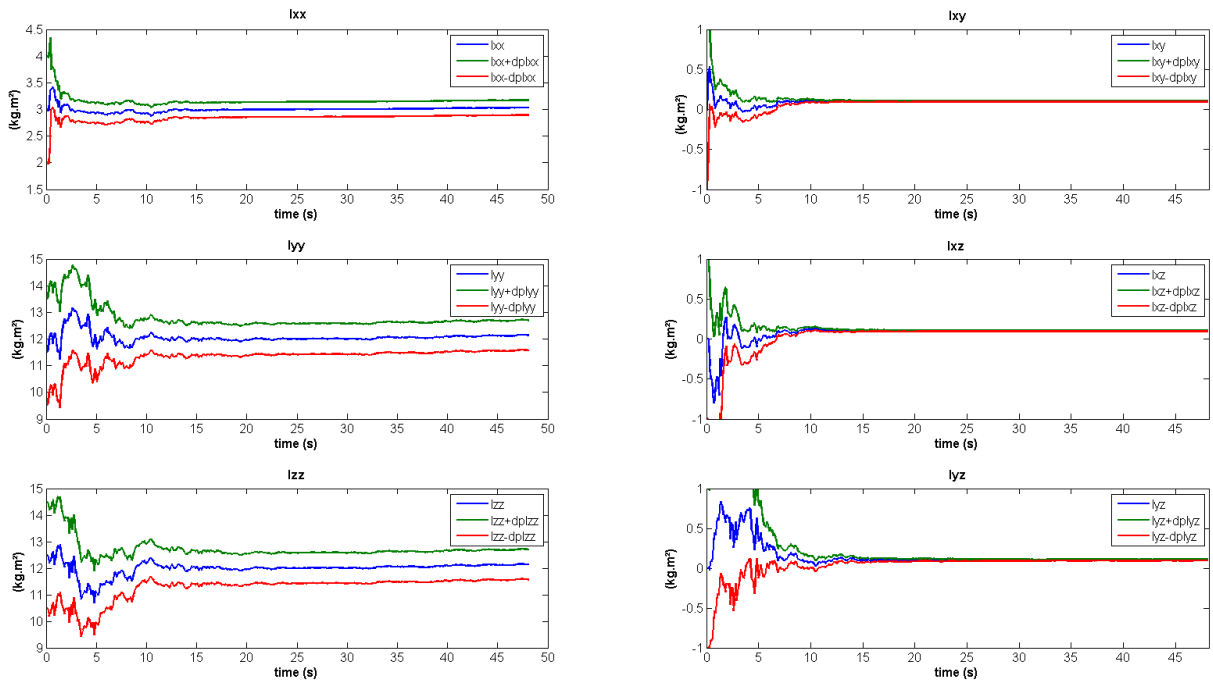 Ixx
4.5
4
3.5
3
2.5
2
1.5
(kg.m²)
0 5 10 15 20 25 30 35 40 45 50
time (s)
Ixx
Ixx+dpIxx
Ixx-dpIxx
Ixy
1
0.5
0
-0.5
-1
(kg.m²)
0 5 10 15 20 25 30 35 40 45
time (s)
Ixy
Ixy+dpIxy
Ixy-dpIxy
Iyy
15
14
13
12
11
10
9
(kg.m²)
0 5 10 15 20 25 30 35 40 45 50
time (s)
Iyy
Iyy+dpIyy
Iyy-dpIyy
Ixz
1
0.5
0
-0.5
-1
(kg.m²)
0 5 10 15 20 25 30 35 40 45
time (s)
Ixz
Ixz+dpIxz
Ixz-dpIxz
Izz
15
14
13
12
11
10
9
(kg.m²)
0 5 10 15 20 25 30 35 40 45 50
time (s)
Izz
Izz+dpIzz
Izz-dpIzz
Iyz
1
0.5
0
-0.5
-1
(kg.m²)
0 5 10 15 20 25 30 35 40 45
time (s)
Iyz
Iyz+dpIyz
Iyz-dpIyz